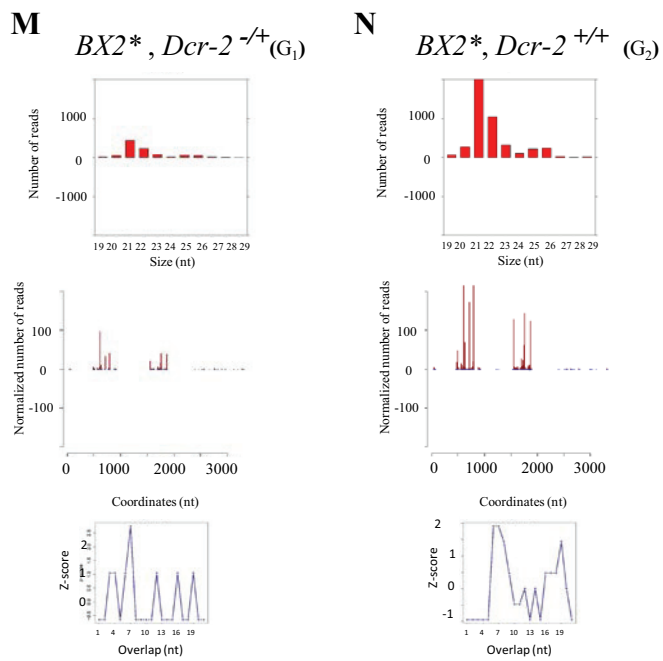 M
BX2* , Dcr-2 -/+ (G1)
1000
0
-1000
Number of reads
19 20 21 22 23 24 25 26 27 28 29
Size (nt)
100
0
-100
Normalized number of reads
0 1000 2000 3000
Coordinates (nt)
2
1
0
Z-score
1 4 7 10 13 16 19
Overlap (nt)
N
BX2*, Dcr-2 +/+ (G2)
1000
0
-1000
Number of reads
19 20 21 22 23 24 25 26 27 28 29
Size (nt)
100
0
-100
Normalized number of reads
0 1000 2000 3000
Coordinates (nt)
2
1
0
-1
Z-score
1 4 7 10 13 16 19
Overlap (nt)